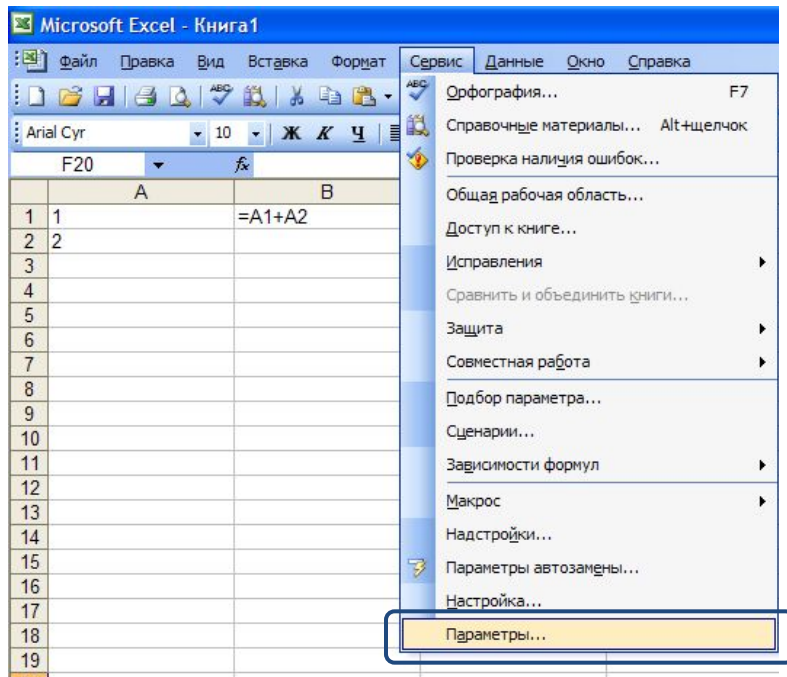 Microsoft Excel - Книга1
Файл Правка Вид Вставка Формат Сервис Данные Окно Справка
Arial Cyr 10 Ж К Ч
F20 fx
A B
1 1 =A1+A2
2 2
3
4
5
6
7
8
9
10
11
12
13
14
15
16
17
18
19
Орфография... F7
Справочные материалы... Alt+щелчок
Проверка наличия ошибок...
Общая рабочая область...
Доступ к книге...
Исправления
Сравнить и объединить книги...
Защита
Совместная работа
Подбор параметра...
Сценарии...
Зависимости формул
Макрос
Надстройки...
Параметры автозамены...
Настройка...
Параметры...